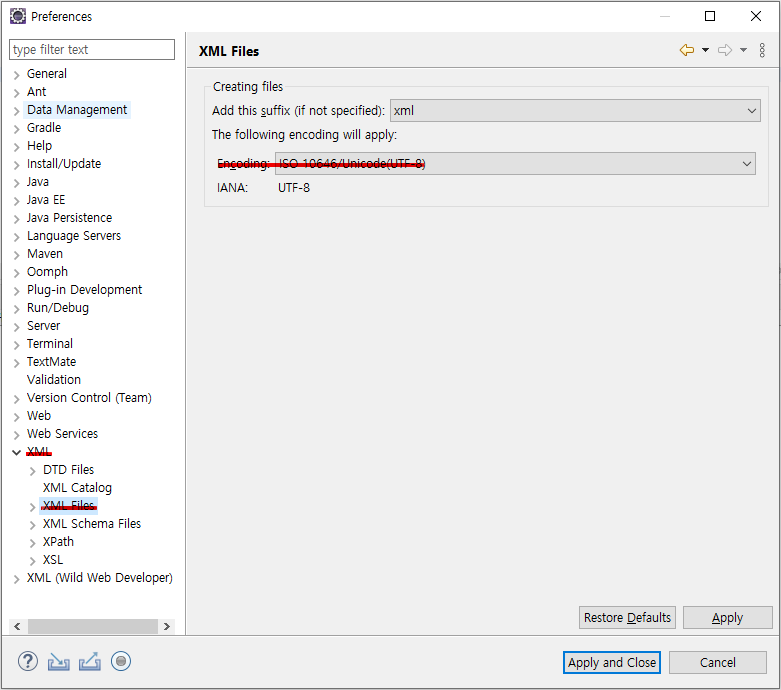 Preferences
type filter text
General
Ant
Data Management
Gradle
Help
Install/Update
Java
Java EE
Java Persistence
Language Servers
Maven
Oomph
Plug-in Development
Run/Debug
Server
Terminal
TextMate
Validation
Version Control (Team)
Web
Web Services
XML
DTD Files
XML Catalog
XML Files
XML Schema Files
XPath
XSL
XML (Wild Web Developer)
XML Files
Creating files
Add this suffix (if not specified): xml
The following encoding will apply:
Encoding: ISO 10646/Unicode(UTF-8)
IANA: UTF-8
Restore Defaults Apply
Apply and Close Cancel